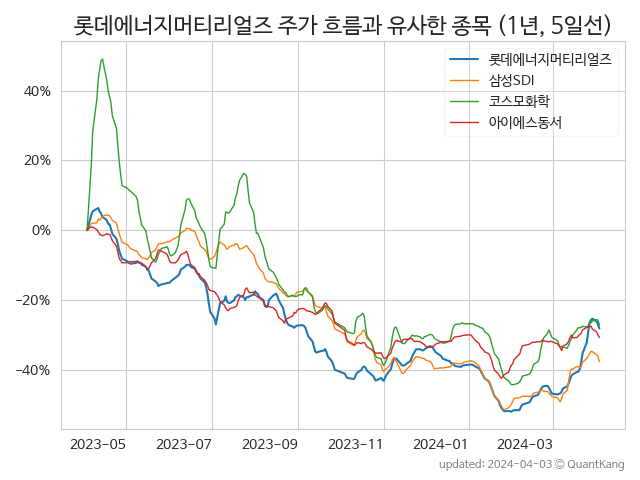 롯데에너지머티리얼즈 주가 흐름과 유사한 종목 (1년, 5일선)
롯데에너지머티리얼즈
삼성SDI
코스모화학
아이에스동서
40%
20%
0%
−20%
−40%
2023-05 2023-07 2023-09 2023-11 2024-01 2024-03
updated: 2024-04-03 © QuantKang